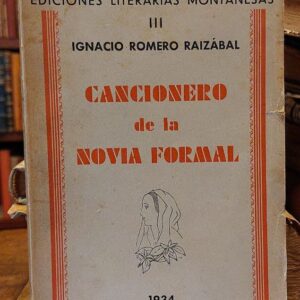 EDICIONES LITERARIAS MONTAÑESAS
III
IGNACIO ROMERO RAIZÁBAL
CANCIONERO
de la
NOVIA FORMAL
1934